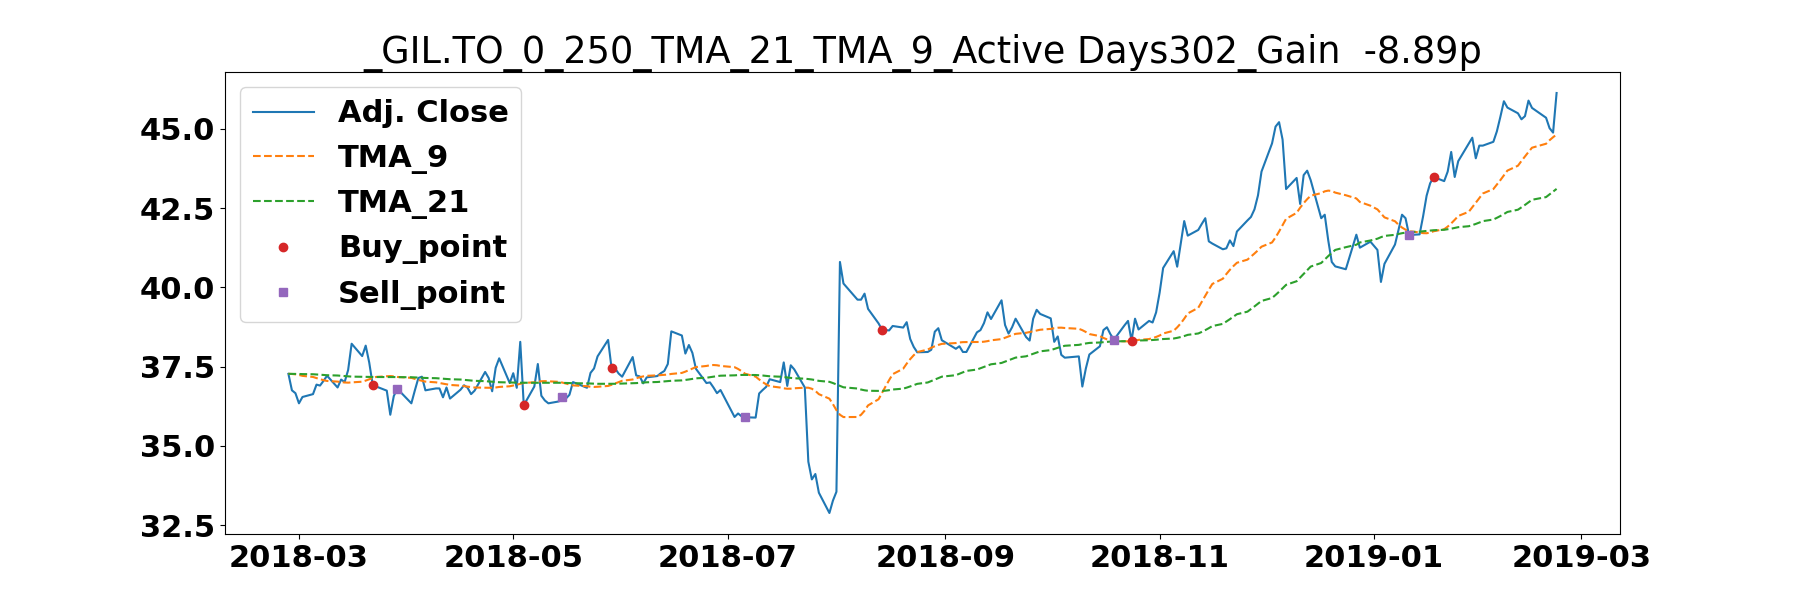 _GIL.TO_0_250_TMA_21_TMA_9_Active Days302_Gain  -8.89p
Adj. Close
TMA_9
TMA_21
Buy_point
Sell_point
45.0
42.5
40.0
37.5
35.0
32.5
2018-03 2018-05 2018-07 2018-09 2018-11 2019-01 2019-03